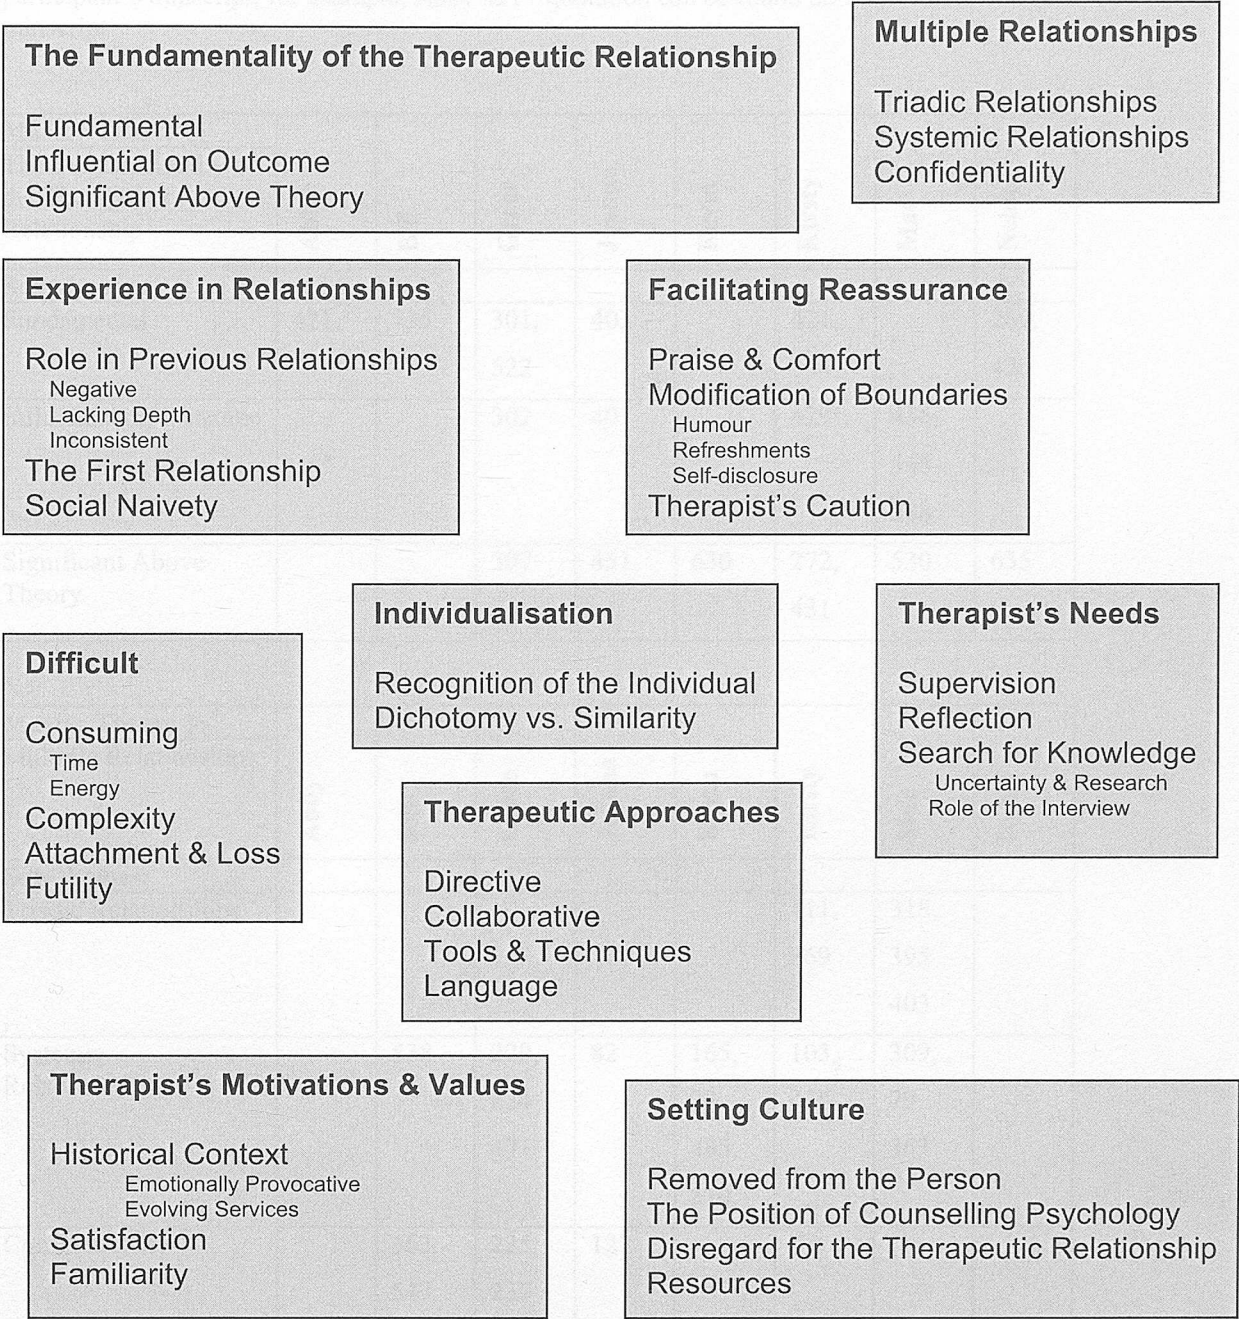 The Fundamentality of the Therapeutic Relationship
Fundamental
Influential on Outcome
Significant Above Theory
Multiple Relationships
Triadic Relationships
Systemic Relationships
Confidentiality
Experience in Relationships
Role in Previous Relationships
Negative
Lacking Depth
Inconsistent
The First Relationship
Social Naivety
Facilitating Reassurance
Praise & Comfort
Modification of Boundaries
Humour
Refreshments
Self-disclosure
Therapist's Caution
Difficult
Consuming
Time
Energy
Complexity
Attachment & Loss
Futility
Individualisation
Recognition of the Individual
Dichotomy vs. Similarity
Therapist's Needs
Supervision
Reflection
Search for Knowledge
Uncertainty & Research
Role of the Interview
Therapeutic Approaches
Directive
Collaborative
Tools & Techniques
Language
Therapist's Motivations & Values
Historical Context
Emotionally Provocative
Evolving Services
Satisfaction
Familiarity
Setting Culture
Removed from the Person
The Position of Counselling Psychology
Disregard for the Therapeutic Relationship
Resources